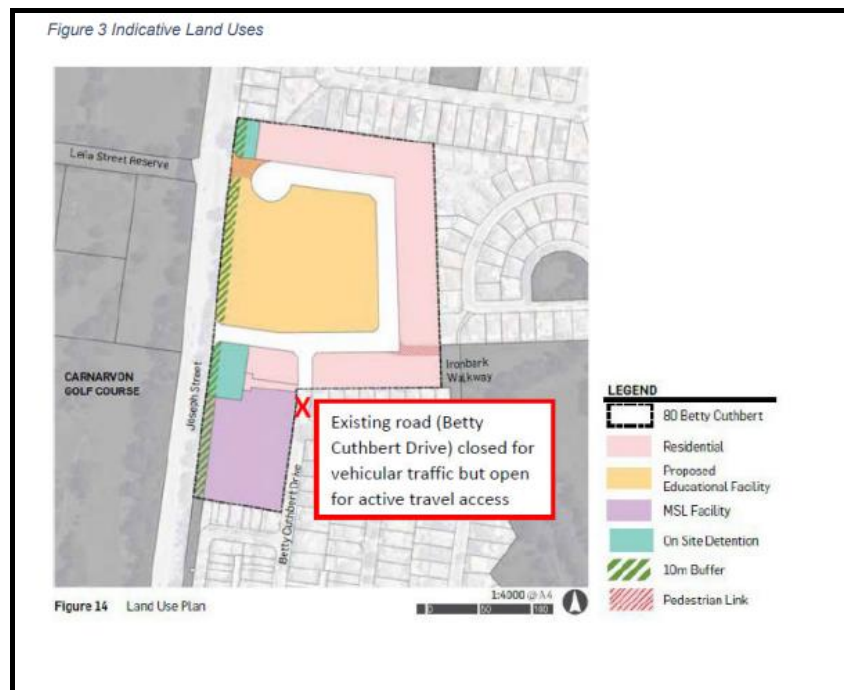 Figure 3 Indicative Land Uses
Leila Street Reserve
Joseph Street
CARNARVON
GOLF COURSE
Ironbark
Walkway
Betty Cuthbert Drive
X
Existing road (Betty
Cuthbert Drive) closed for
vehicular traffic but open
for active travel access
LEGEND
80 Betty Cuthbert
Residential
Proposed
Educational Facility
MSL Facility
On Site Detention
10m Buffer
Pedestrian Link
1:4000 @ A4
0 50 100
Figure 14 Land Use Plan